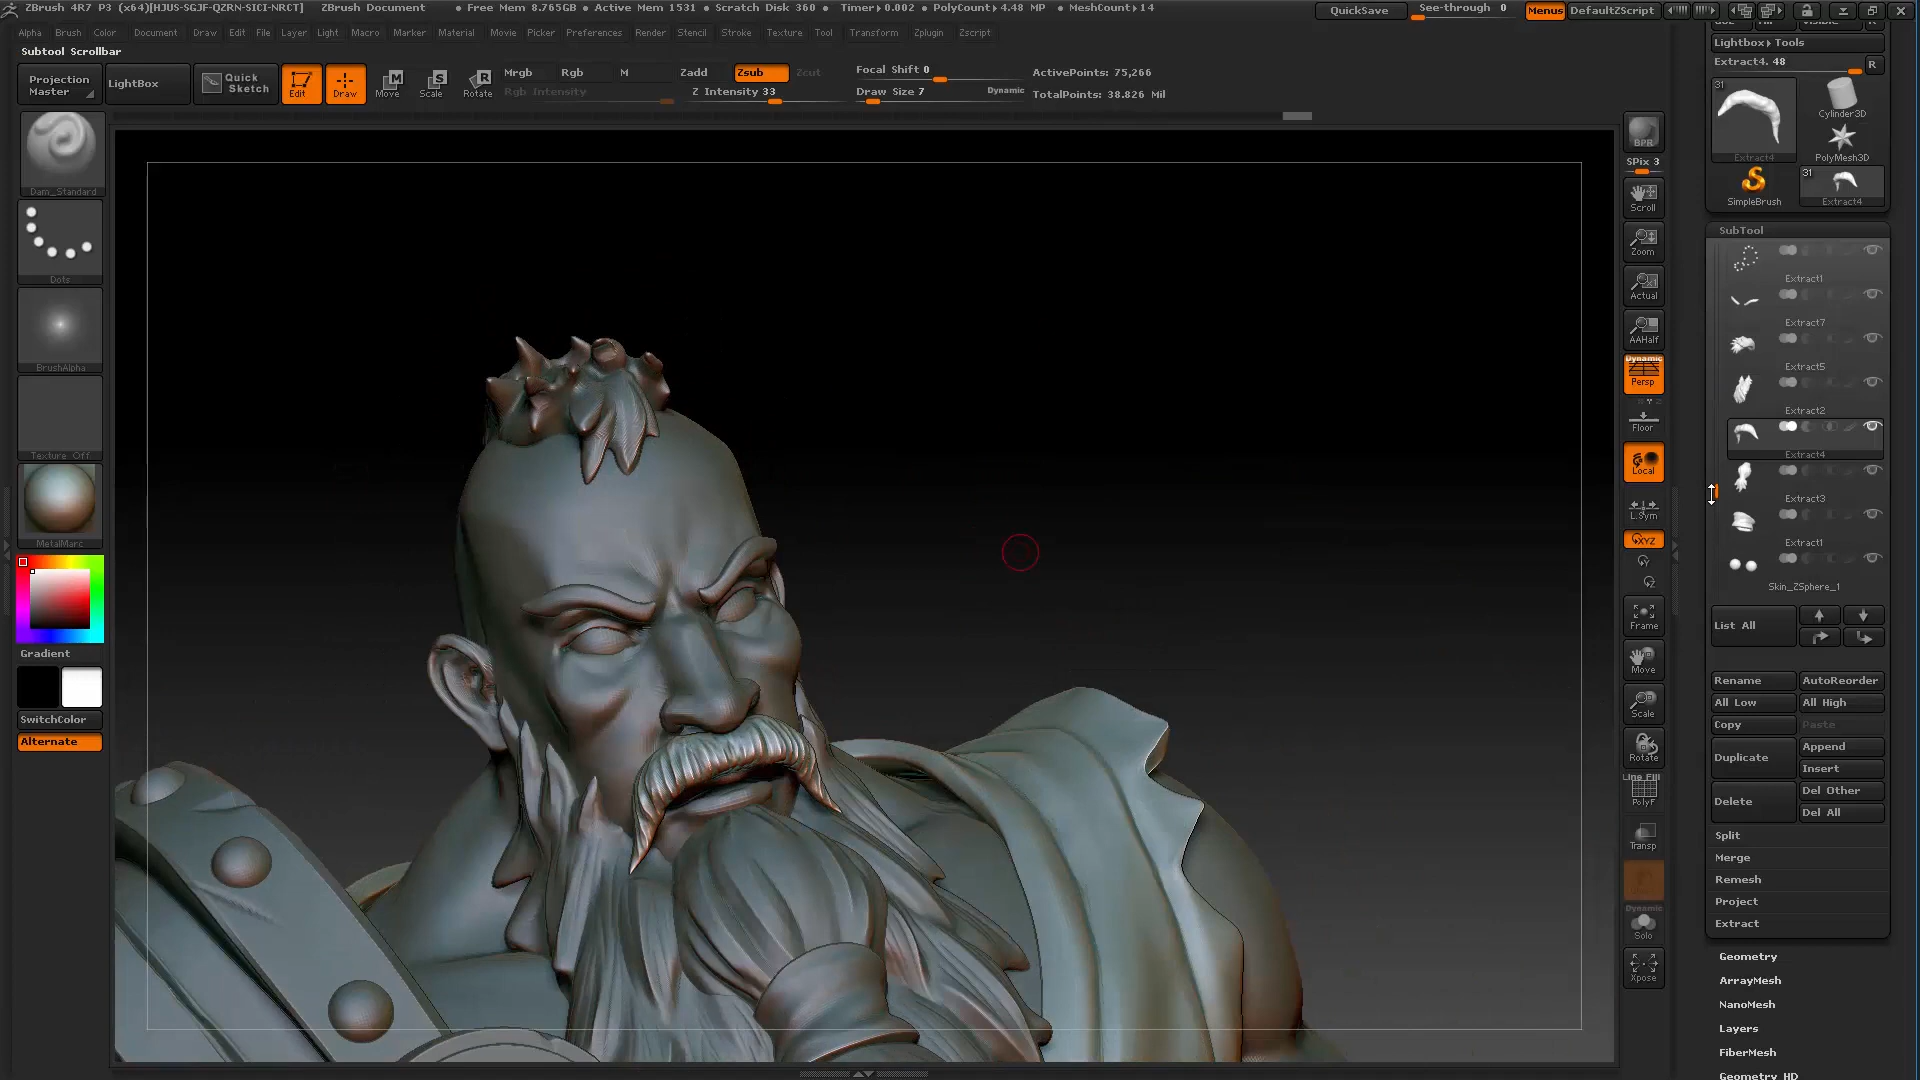 ZBrush 4R7 P3 (x64)[HJUS-SGJF-QZRN-SICI-NRCT] ZBrush Document • Free Mem 8.765GB • Active Mem 1531 • Scratch Disk 360 • Timer▸0.002 • PolyCount▸4.48 MP • MeshCount▸14 QuickSave See-through 0 Menus DefaultZScript
Alpha Brush Color Document Draw Edit File Layer Light Macro Marker Material Movie Picker Preferences Render Stencil Stroke Texture Tool Transform Zplugin Zscript
Subtool Scrollbar
Projection Master
LightBox
Quick Sketch
Edit
Draw
Move
Scale
Rotate
Mrgb Rgb M
Rgb Intensity
Zadd Zsub Zcut
Z Intensity 33
Focal Shift 0
Draw Size 7
Dynamic
ActivePoints: 75,266
TotalPoints: 38.826 Mil
Dam_Standard
Dots
BrushAlpha
Texture Off
MetalMarc
Gradient
SwitchColor
Alternate
BPR
SPix 3
Scroll
Zoom
Actual
AAHalf
Dynamic
Persp
Floor
Local
L.Sym
XYZ
Frame
Move
Scale
Rotate
Line Fill
PolyF
Transp
Dynamic
Solo
Xpose
Lightbox▸Tools
Extract4. 48 R
31
Extract4
Cylinder3D
PolyMesh3D
SimpleBrush
31
Extract4
SubTool
Extract1
Extract7
Extract5
Extract2
Extract4
Extract3
Extract1
Skin_ZSphere_1
List All
Rename AutoReorder
All Low All High
Copy Paste
Duplicate Append
Insert
Delete Del Other
Del All
Split
Merge
Remesh
Project
Extract
Geometry
ArrayMesh
NanoMesh
Layers
FiberMesh
Geometry HD